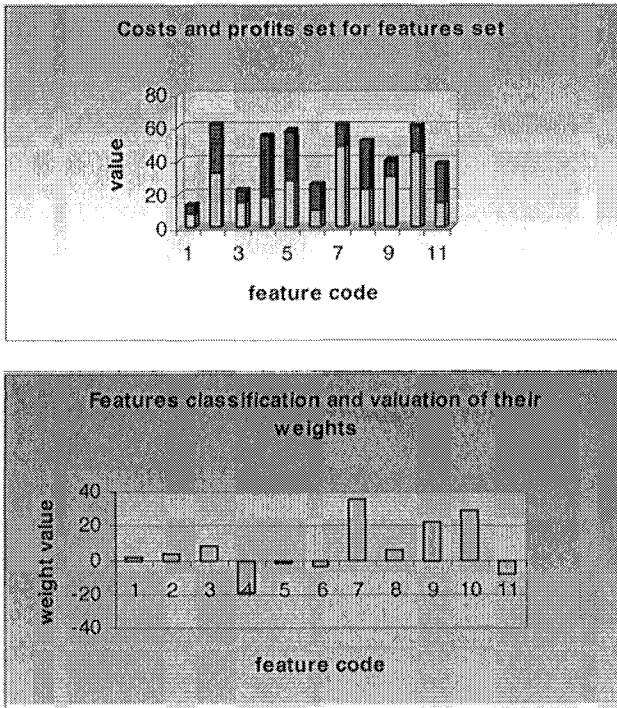 Costs and profits set for features set
80
60
40
20
0
value
1 3 5 7 9 11
feature code
Features classification and valuation of their
weights
40
20
0
-20
-40
weight value
1 2 3 4 5 6 7 8 9 10 11
feature code